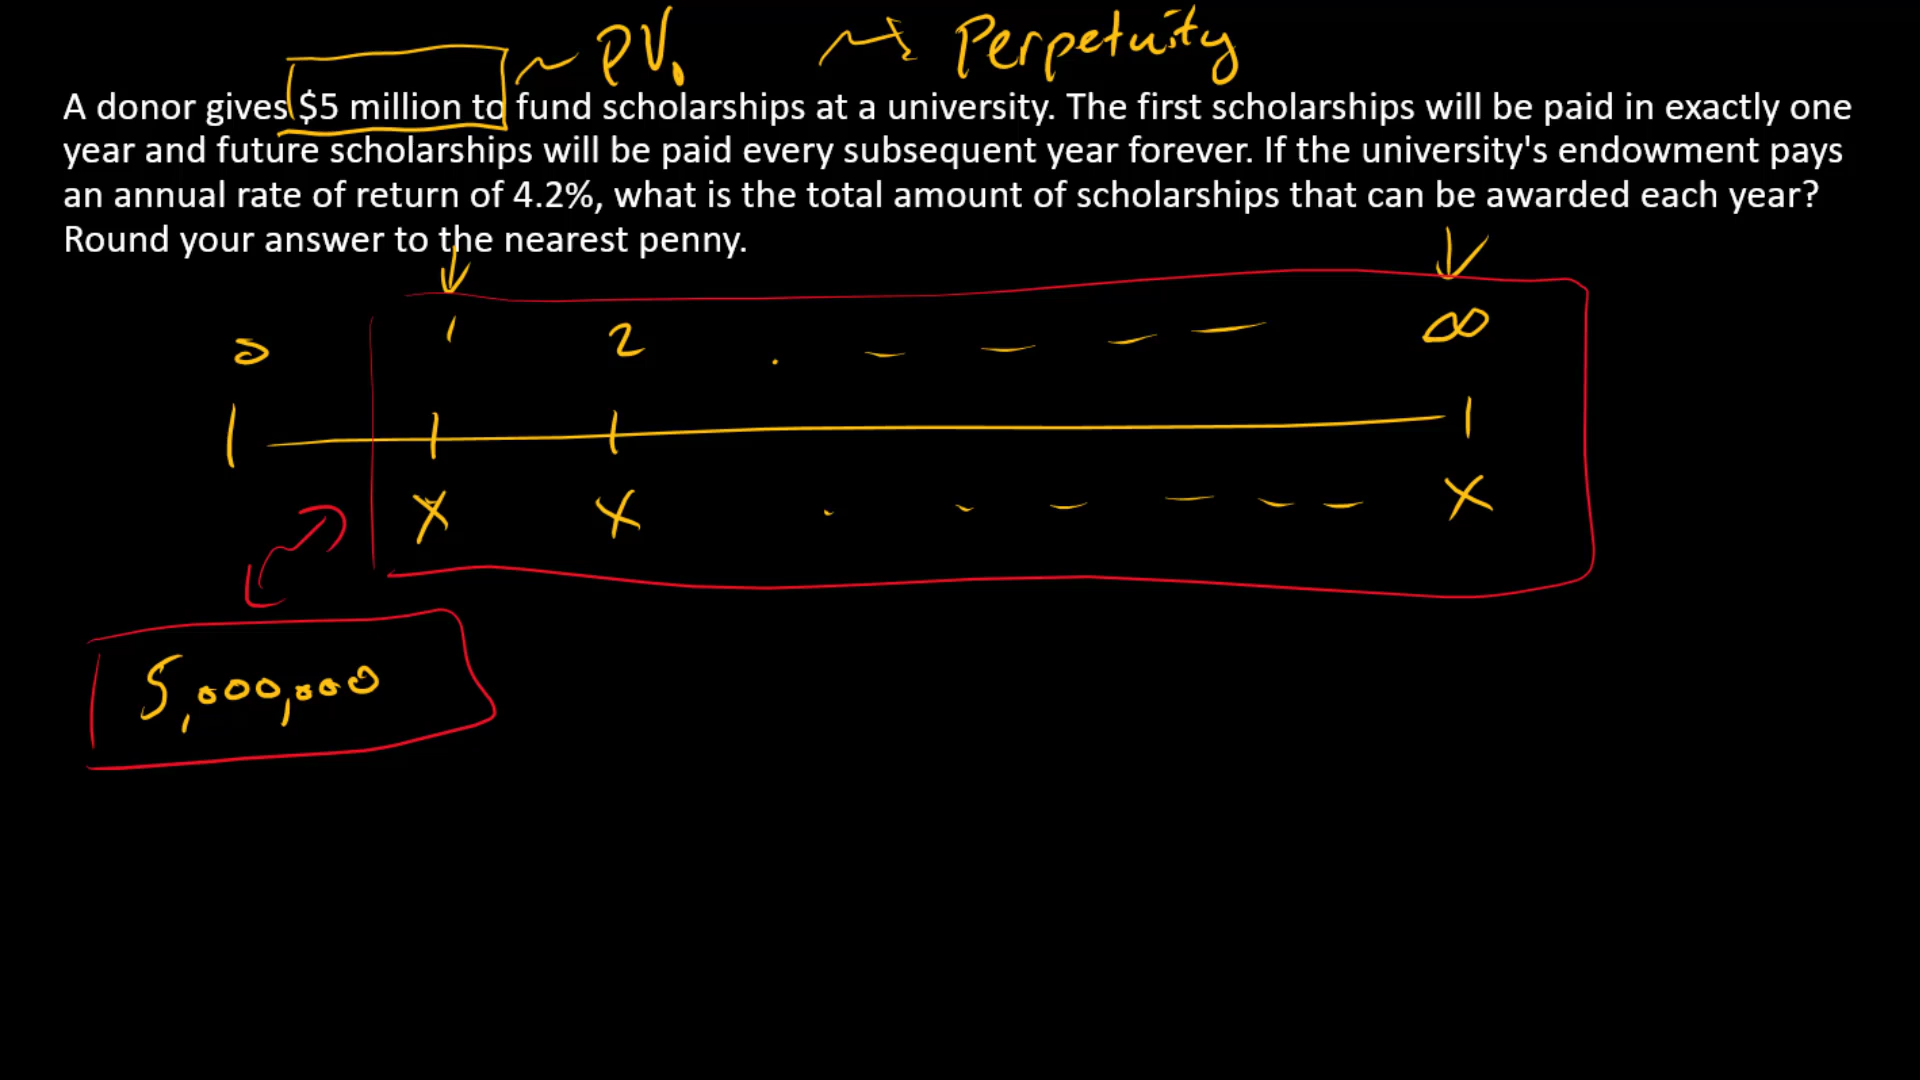 PV. Perpetuity
A donor gives $5 million to fund scholarships at a university. The first scholarships will be paid in exactly one
year and future scholarships will be paid every subsequent year forever. If the university's endowment pays
an annual rate of return of 4.2%, what is the total amount of scholarships that can be awarded each year?
Round your answer to the nearest penny.
0 1 2 . - - - - ∞
X X . - - - - - X
5,000,000